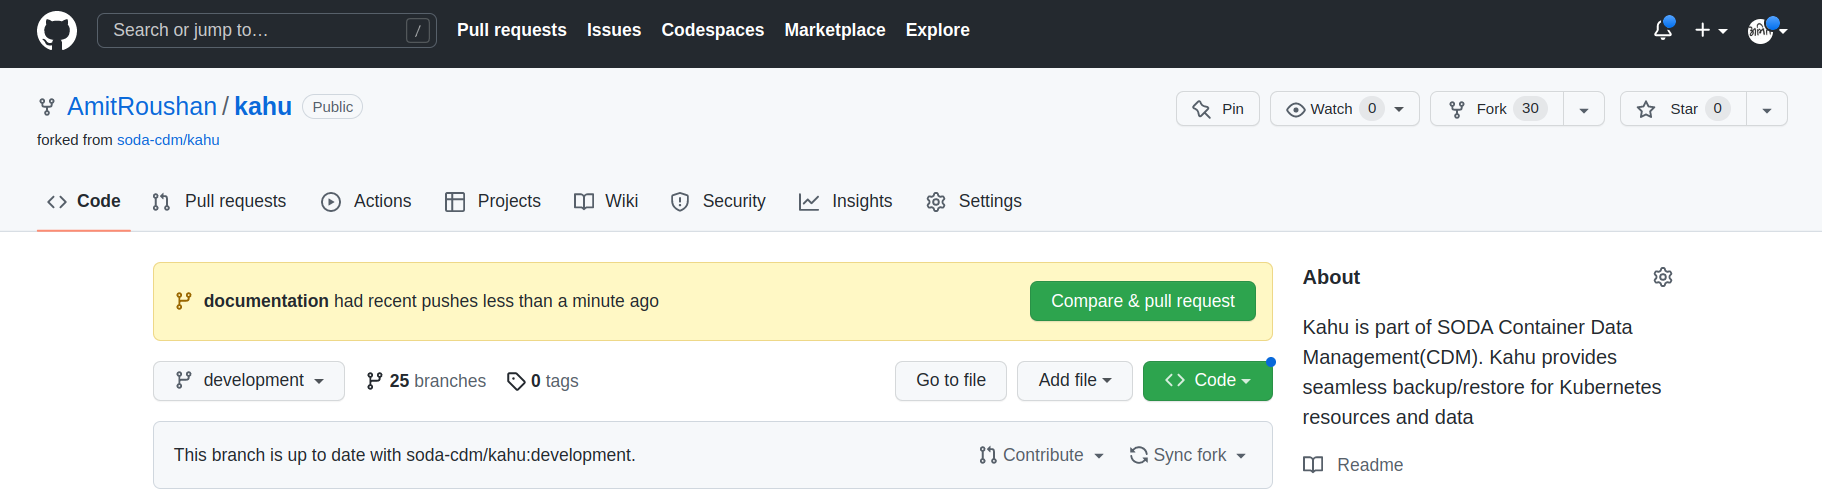 Search or jump to… / Pull requests Issues Codespaces Marketplace Explore
AmitRoushan / kahu Public Pin Watch 0 Fork 30 Star 0
forked from soda-cdm/kahu
Code Pull requests Actions Projects Wiki Security Insights Settings
documentation had recent pushes less than a minute ago Compare & pull request
development 25 branches 0 tags Go to file Add file Code
This branch is up to date with soda-cdm/kahu:development. Contribute Sync fork
About
Kahu is part of SODA Container Data
Management(CDM). Kahu provides
seamless backup/restore for Kubernetes
resources and data
Readme